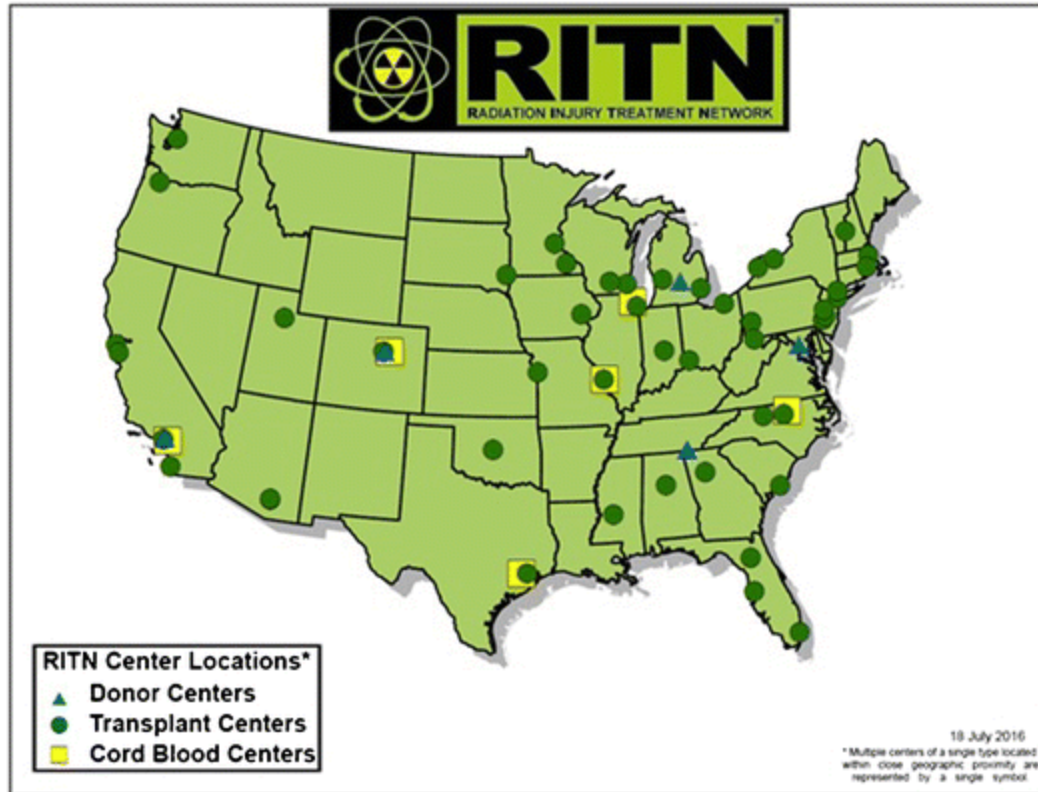 RITN®
RADIATION INJURY TREATMENT NETWORK
RITN Center Locations*
Donor Centers
Transplant Centers
Cord Blood Centers
18 July 2016
* Multiple centers of a single type located
within close geographic proximity are
represented by a single symbol.